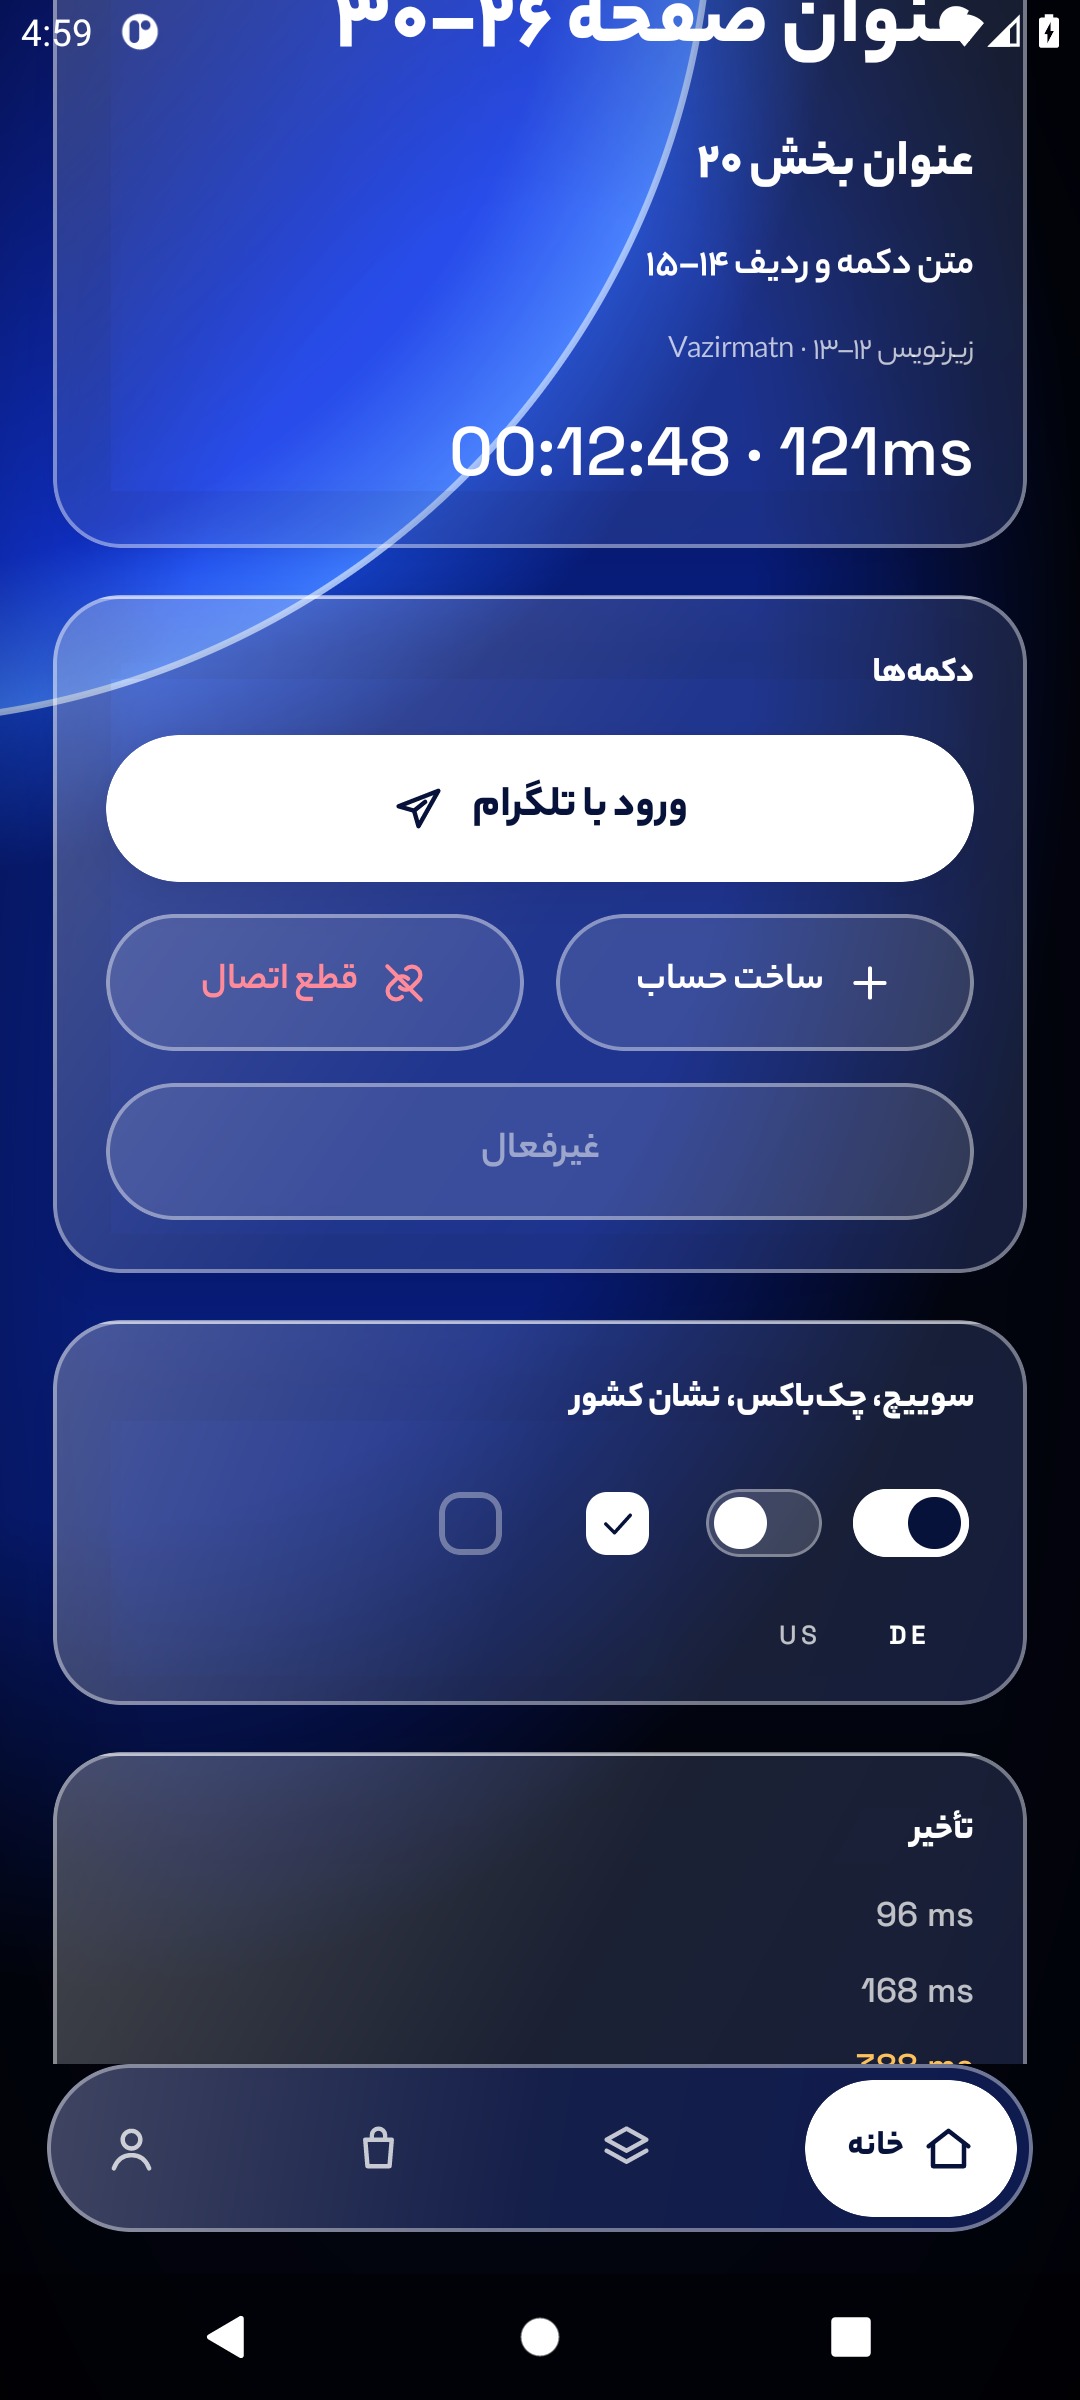 4:59
عنوان صفحه ۲۶–۳۰
عنوان بخش ۲۰
متن دکمه و ردیف ۱۴–۱۵
زیرنویس ۱۲–۱۳ · Vazirmatn
00:12:48 · 121ms
دکمه‌ها
ورود با تلگرام
ساخت حساب
قطع اتصال
غیرفعال
سوییچ، چک‌باکس، نشان کشور
DE
US
تأخیر
96 ms
168 ms
خانه